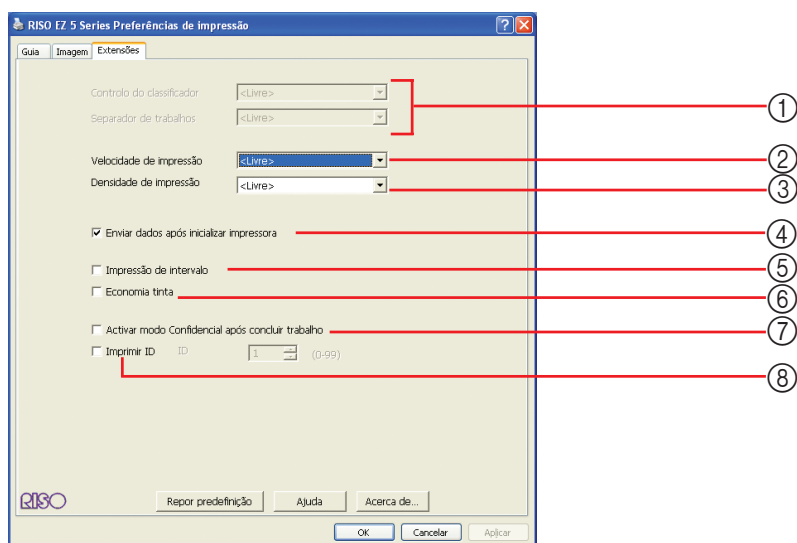 RISO EZ 5 Series Preferências de impressão
Guia Imagem Extensões
Controlo do classificador <Livre>
①
Separador de trabalhos <Livre>
Velocidade de impressão <Livre> ②
Densidade de impressão <Livre> ③
Enviar dados após inicializar impressora ④
Impressão de intervalo ⑤
Economia tinta ⑥
Activar modo Confidencial após concluir trabalho ⑦
Imprimir ID ID 1 (0-99)
⑧
RISO Repor predefinição Ajuda Acerca de...
OK Cancelar Aplicar